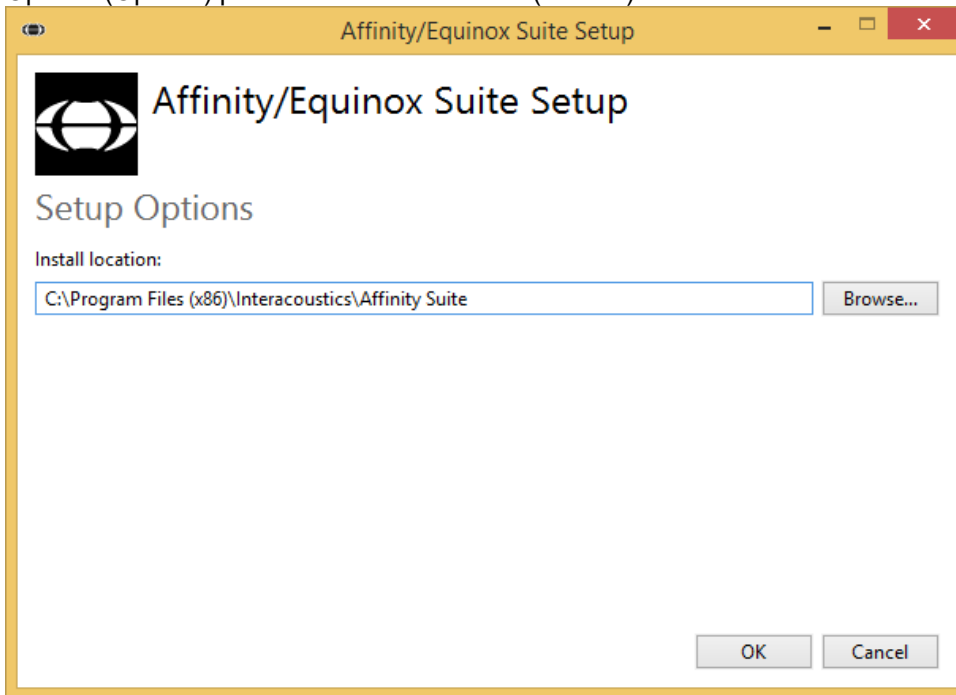 Affinity/Equinox Suite Setup
Affinity/Equinox Suite Setup
Setup Options
Install location:
C:\Program Files (x86)\Interacoustics\Affinity Suite
Browse...
OK
Cancel